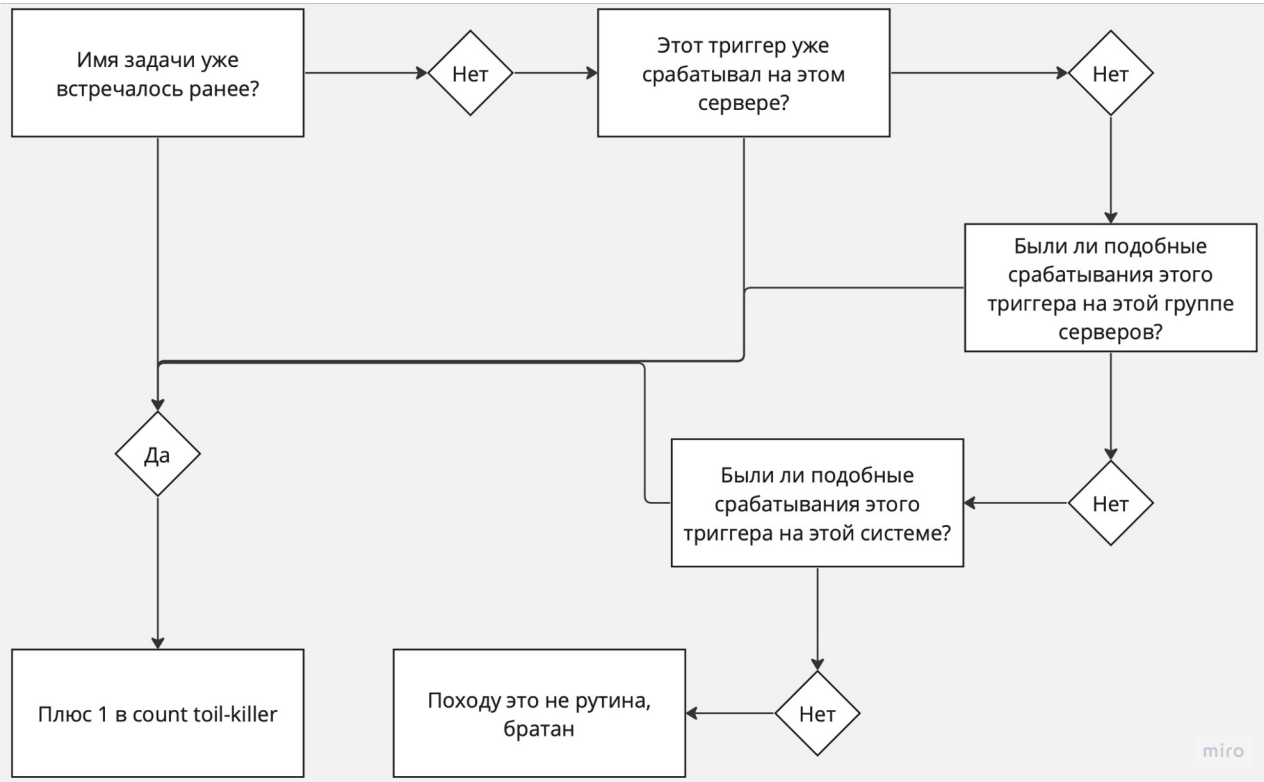 Имя задачи уже
встречалось ранее?
Нет
Этот триггер уже
срабатывал на этом
сервере?
Нет
Были ли подобные
срабатывания этого
триггера на этой группе
серверов?
Да
Были ли подобные
срабатывания этого
триггера на этой системе?
Нет
Плюс 1 в count toil-killer
Походу это не рутина,
братан
Нет
miro